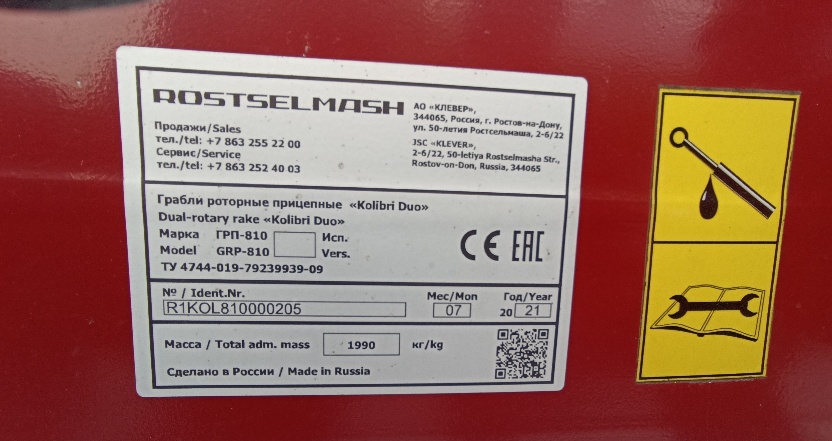 ROSTSELMASH
АО «КЛЕВЕР»,
344065, Россия, г. Ростов-на-Дону,
ул. 50-летия Ростсельмаша, 2-6/22
JSC «KLEVER»,
2-6/22, 50-letiya Rostselmasha Str.,
Rostov-on-Don, Russia, 344065
Продажи/Sales
тел./tel: +7 863 255 22 00
Сервис/Service
тел./tel: +7 863 252 40 03
Грабли роторные прицепные «Kolibri Duo»
Dual-rotary rake «Kolibri Duo»
Марка ГРП-810 Исп.
Model GRP-810 Vers.
CE EAC
ТУ 4744-019-79239939-09
№ / Ident.Nr. Мес/Mon Год/Year
R1KOL810000205 07 20 21
Масса / Total adm. mass 1990 кг/kg
Сделано в России / Made in Russia